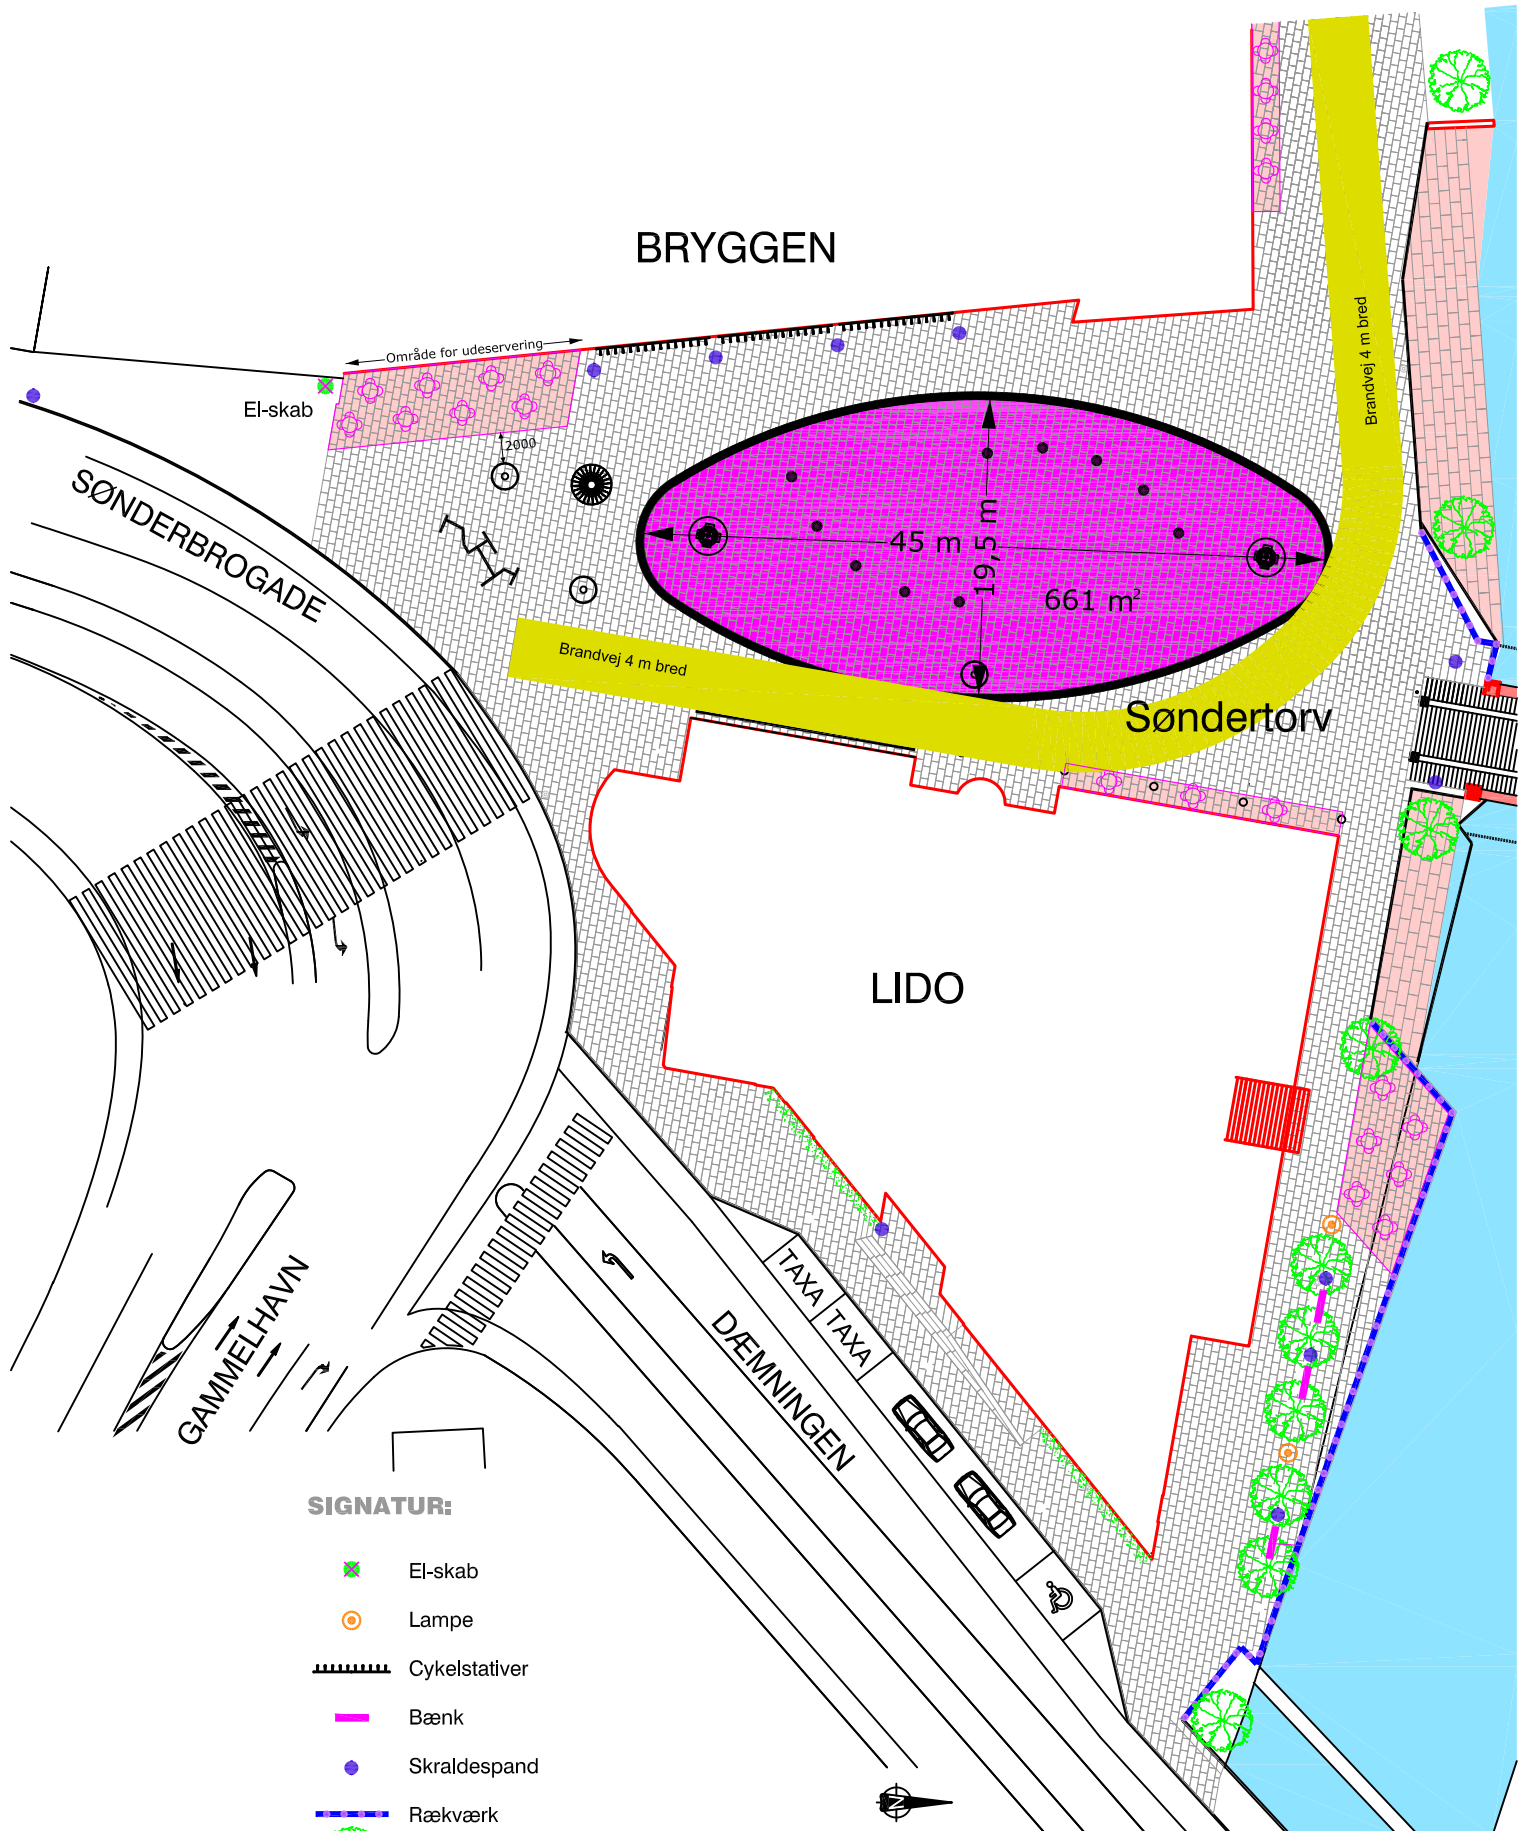 BRYGGEN
Område for udeservering
El-skab
2000
SØNDERBROGADE
Brandvej 4 m bred
45 m
19,5 m
661 m²
Brandvej 4 m bred
Søndertorv
LIDO
TAXA
TAXA
DÆMNINGEN
GAMMELHAVN
SIGNATUR:
El-skab
Lampe
Cykelstativer
Bænk
Skraldespand
Rækværk
N